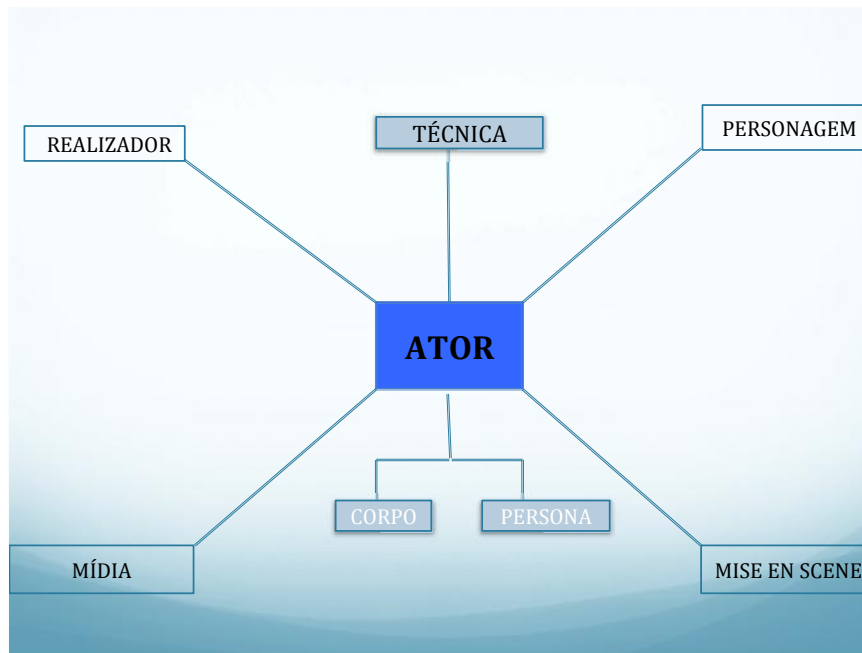 REALIZADOR
TÉCNICA
PERSONAGEM
ATOR
CORPO
PERSONA
MÍDIA
MISE EN SCENE